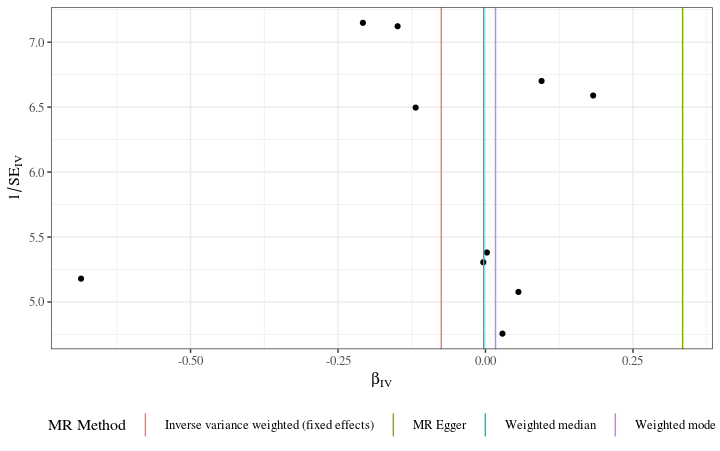 7.0
6.5
6.0
5.5
5.0
1/SE_IV
-0.50 -0.25 0.00 0.25
β_IV
MR Method Inverse variance weighted (fixed effects) MR Egger Weighted median Weighted mode